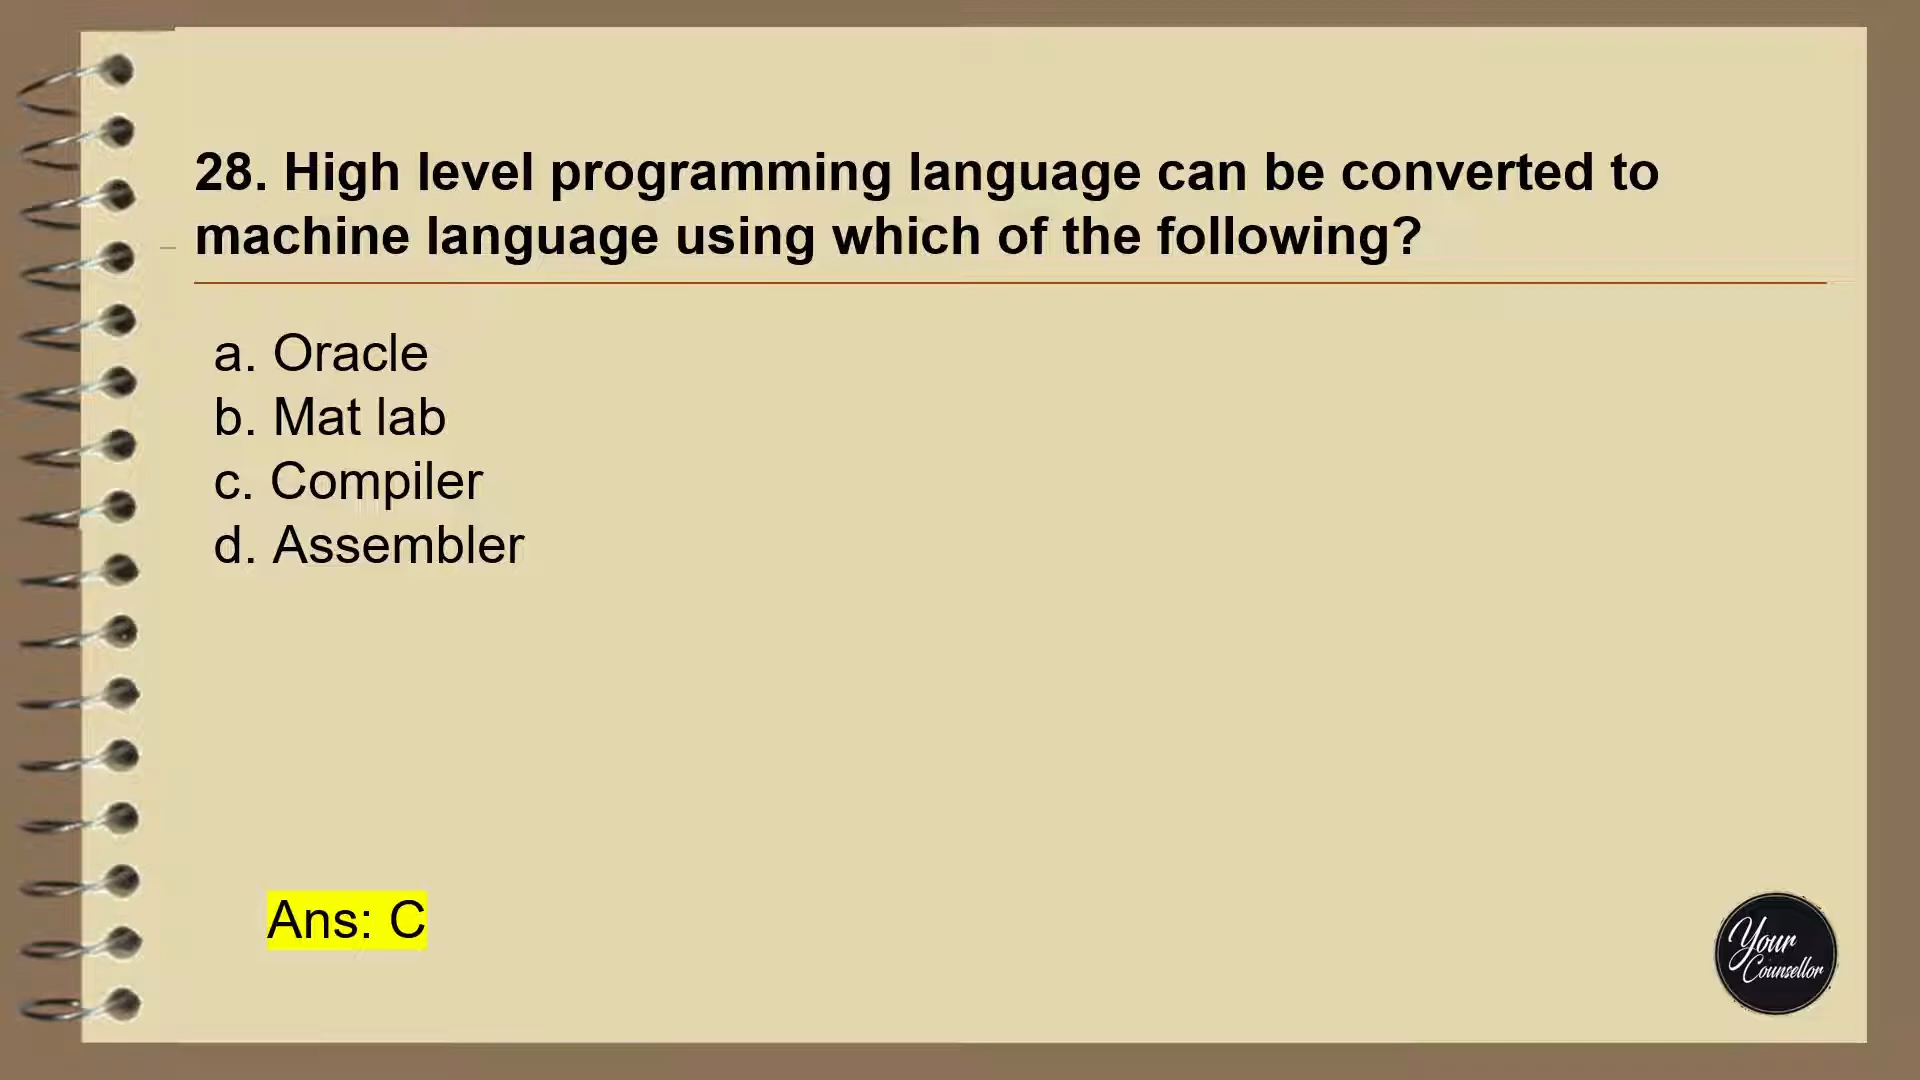 28. High level programming language can be converted to
machine language using which of the following?
a. Oracle
b. Mat lab
c. Compiler
d. Assembler
Ans: C
Your
Counsellor